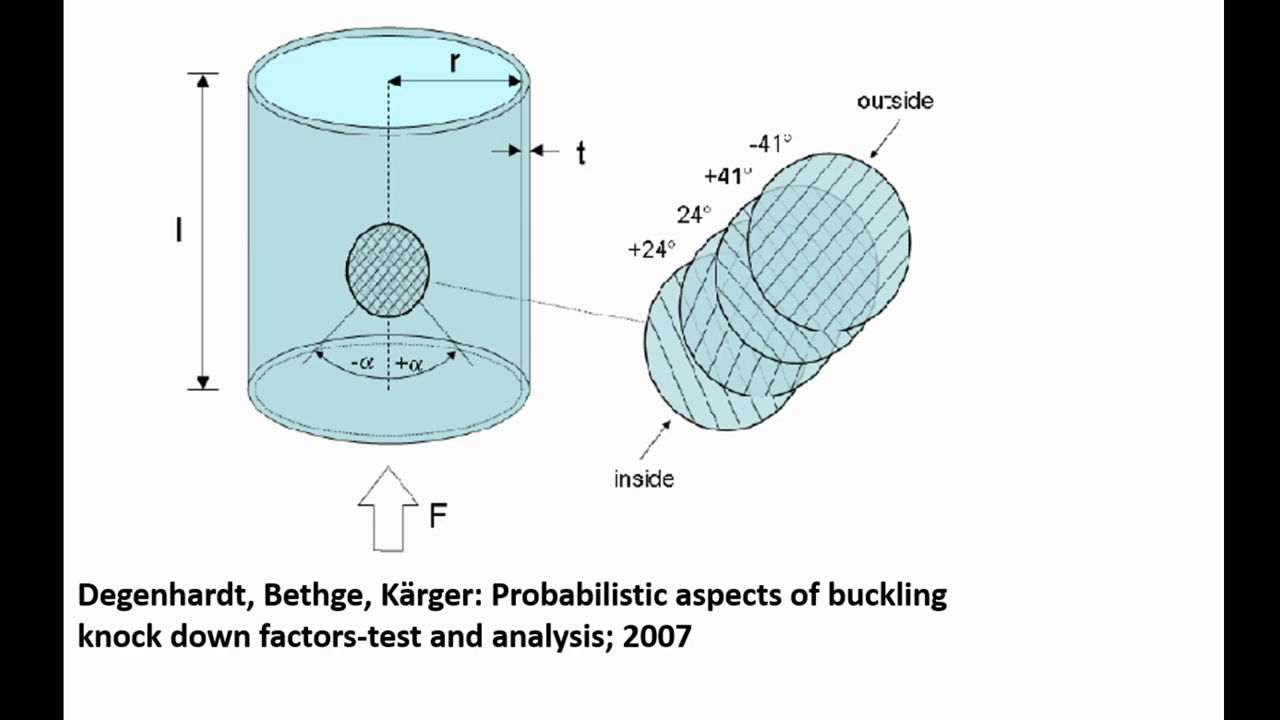 r
outside
-41°
+41°
t
24°
l
+24°
-α +α
inside
F
Degenhardt, Bethge, Kärger: Probabilistic aspects of buckling
knock down factors-test and analysis; 2007